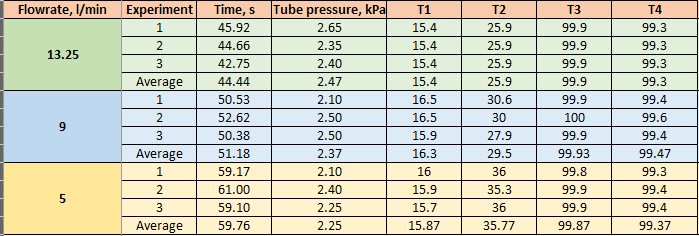 Flowrate, l/min Experiment Time, s Tube pressure, kPa T1 T2 T3 T4
13.25 1 45.92 2.65 15.4 25.9 99.9 99.3
2 44.66 2.35 15.4 25.9 99.9 99.3
3 42.75 2.40 15.4 25.9 99.9 99.3
Average 44.44 2.47 15.4 25.9 99.9 99.3
9 1 50.53 2.10 16.5 30.6 99.9 99.4
2 52.62 2.50 16.5 30 100 99.6
3 50.38 2.50 15.9 27.9 99.9 99.4
Average 51.18 2.37 16.3 29.5 99.93 99.47
5 1 59.17 2.10 16 36 99.8 99.3
2 61.00 2.40 15.9 35.3 99.9 99.4
3 59.10 2.25 15.7 36 99.9 99.4
Average 59.76 2.25 15.87 35.77 99.87 99.37